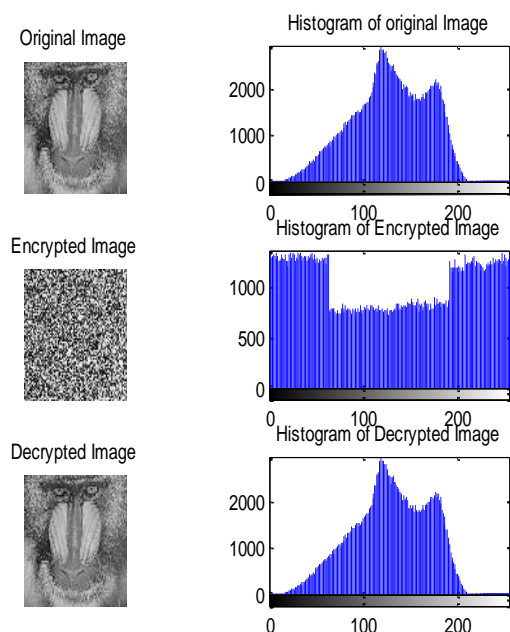 Original Image
Histogram of original Image
2000
1000
0
0 100 200
Encrypted Image
Histogram of Encrypted Image
1000
500
0
0 100 200
Decrypted Image
Histogram of Decrypted Image
2000
1000
0
0 100 200